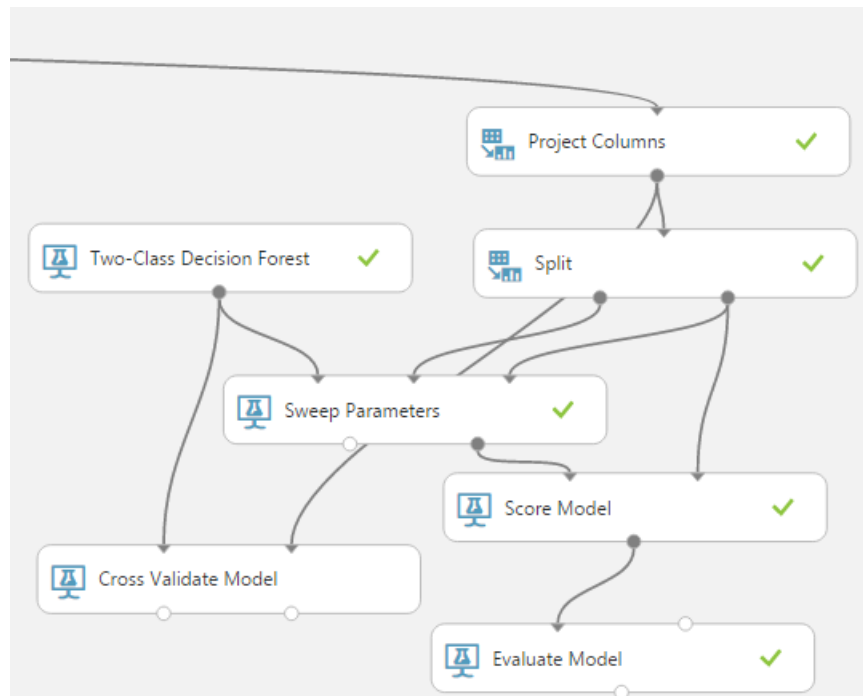 Project Columns
Two-Class Decision Forest
Split
Sweep Parameters
Score Model
Cross Validate Model
Evaluate Model